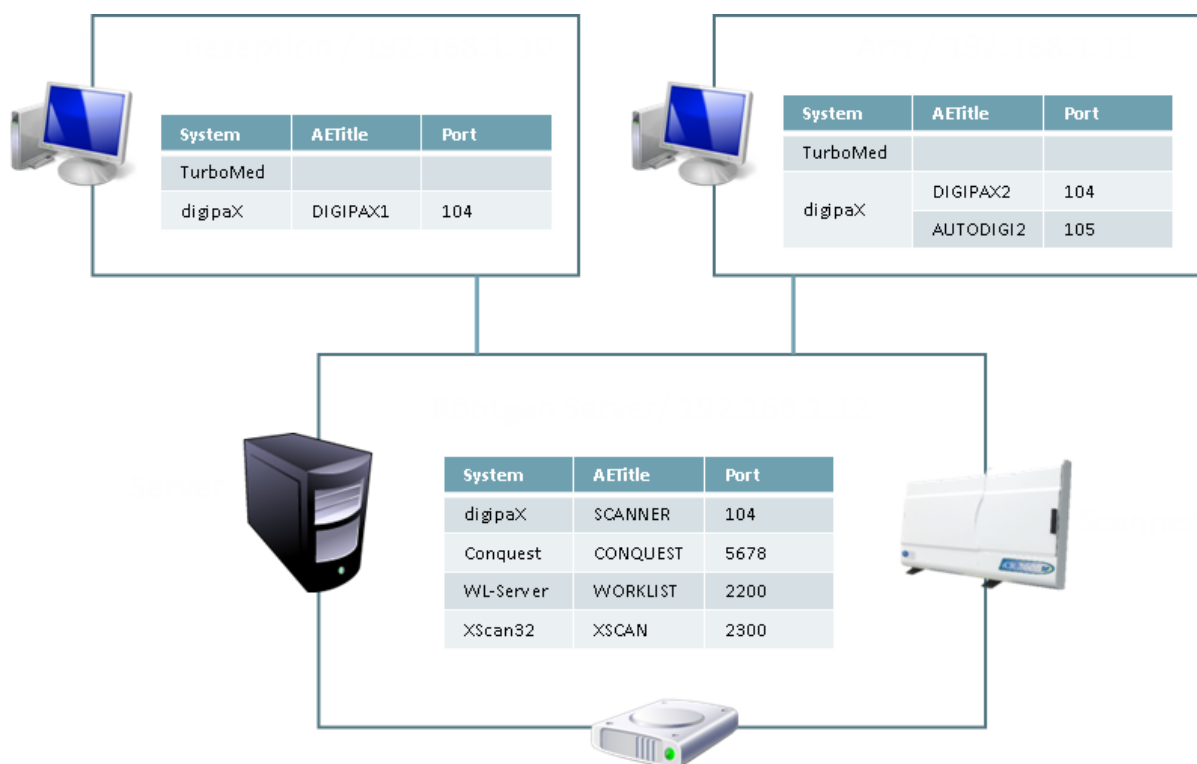 System AETitle Port
TurboMed
digipaX DIGIPAX1 104
System AETitle Port
TurboMed
digipaX
DIGIPAX2 104
AUTODIGI2 105
System AETitle Port
digipaX SCANNER 104
Conquest CONQUEST 5678
WL-Server WORKLIST 2200
XScan32 XSCAN 2300